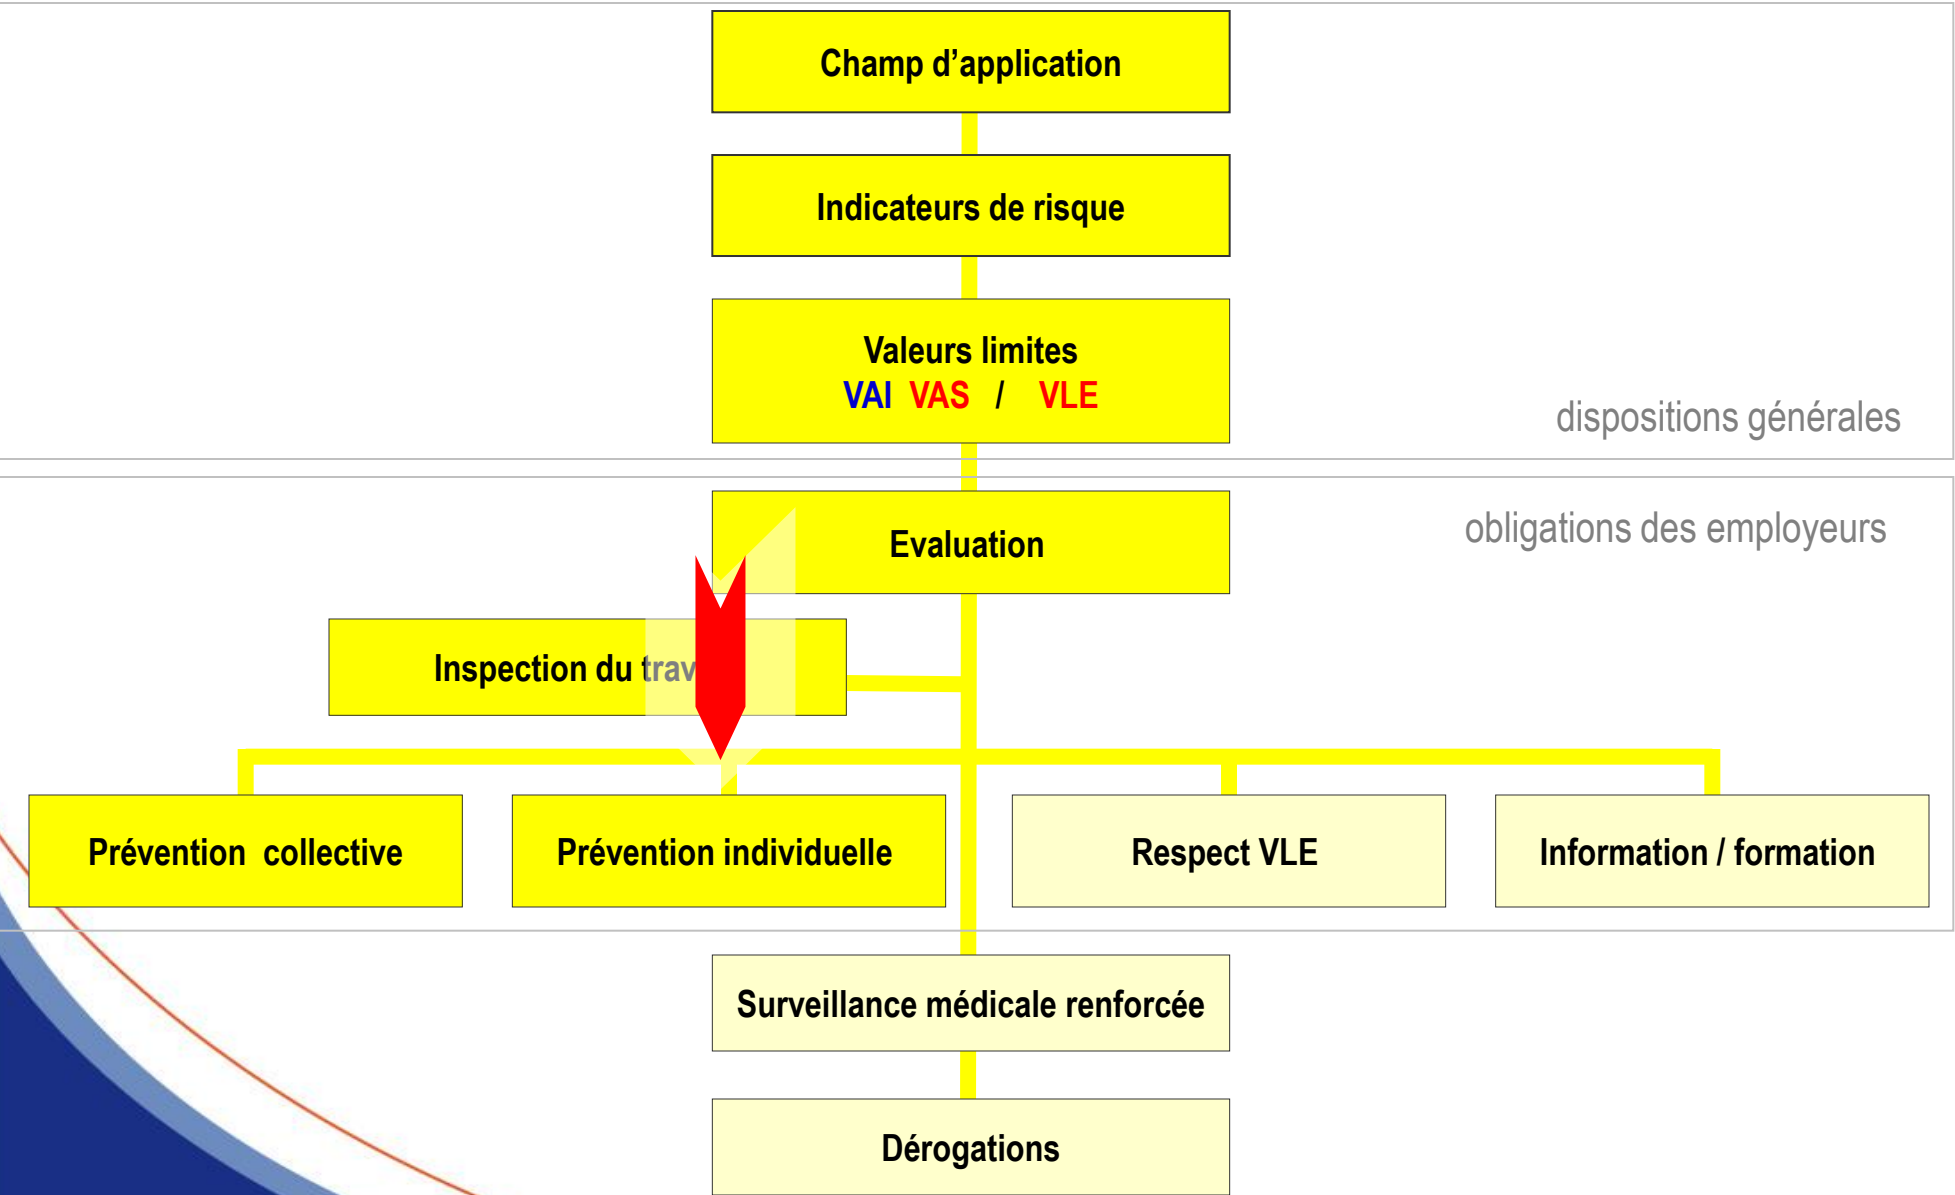 Champ d’application
Indicateurs de risque
Valeurs limites
VAI VAS / VLE
dispositions générales
obligations des employeurs
Evaluation
Inspection du trav
Prévention collective
Prévention individuelle
Respect VLE
Information / formation
Surveillance médicale renforcée
Dérogations